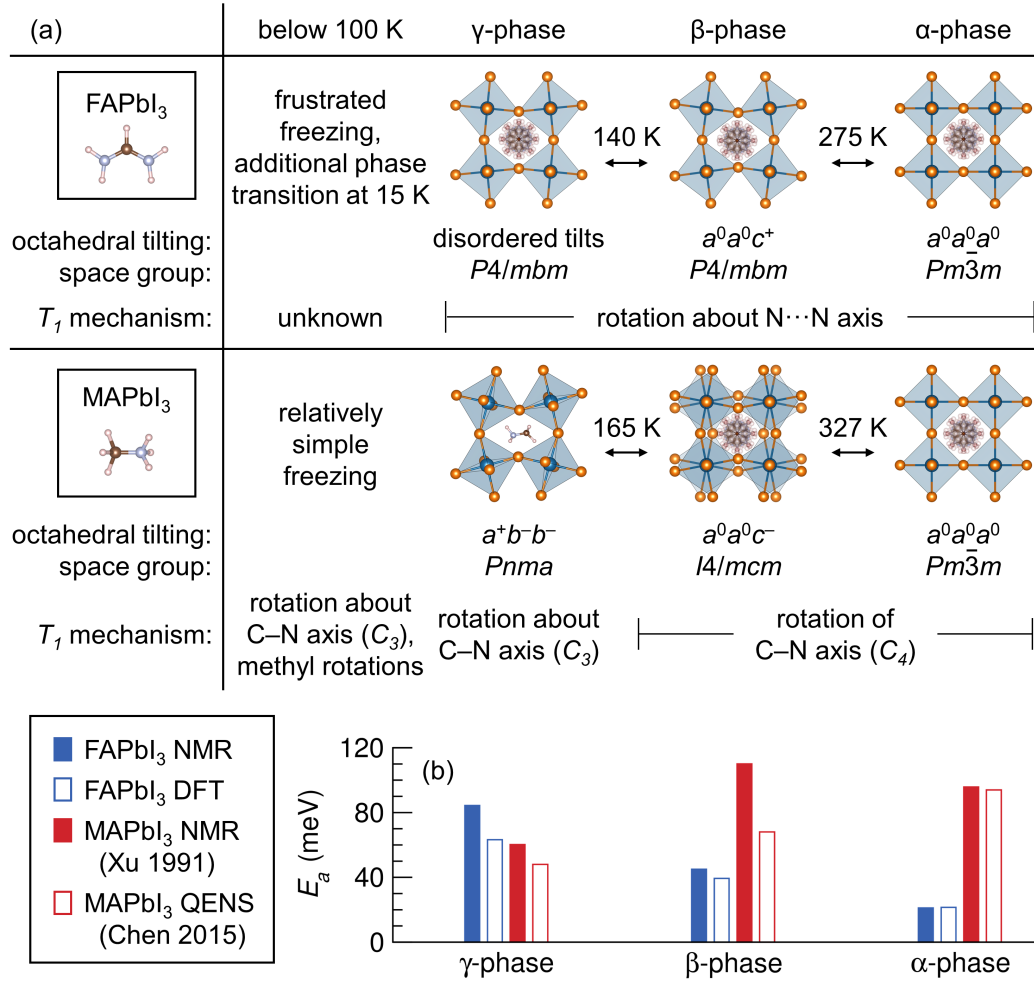 (a) below 100 K γ-phase β-phase α-phase
FAPbI₃
frustrated
freezing,
additional phase
transition at 15 K
140 K 275 K
octahedral tilting: disordered tilts a⁰a⁰c⁺ a⁰a⁰a⁰
space group: P4/mbm P4/mbm Pm3̅m
T₁ mechanism: unknown rotation about N···N axis
MAPbI₃
relatively
simple
freezing
165 K 327 K
octahedral tilting: a⁺b⁻b⁻ a⁰a⁰c⁻ a⁰a⁰a⁰
space group: Pnma I4/mcm Pm3̅m
T₁ mechanism:
rotation about
C–N axis (C₃),
methyl rotations
rotation about
C–N axis (C₃)
rotation of
C–N axis (C₄)
FAPbI₃ NMR
FAPbI₃ DFT
MAPbI₃ NMR
(Xu 1991)
MAPbI₃ QENS
(Chen 2015)
(b)
Eₐ (meV)
120
80
40
0
γ-phase β-phase α-phase